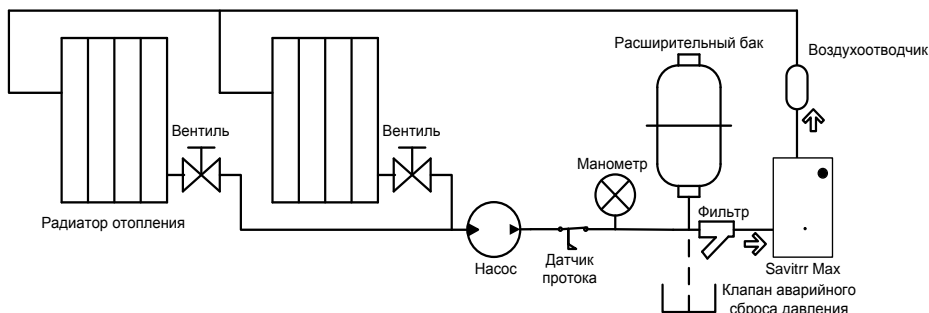 Расширительный бак
Воздухоотводчик
Вентиль
Вентиль
Манометр
Радиатор отопления
Фильтр
Насос
Датчик
протока
Savitrr Max
Клапан аварийного
сброса давления